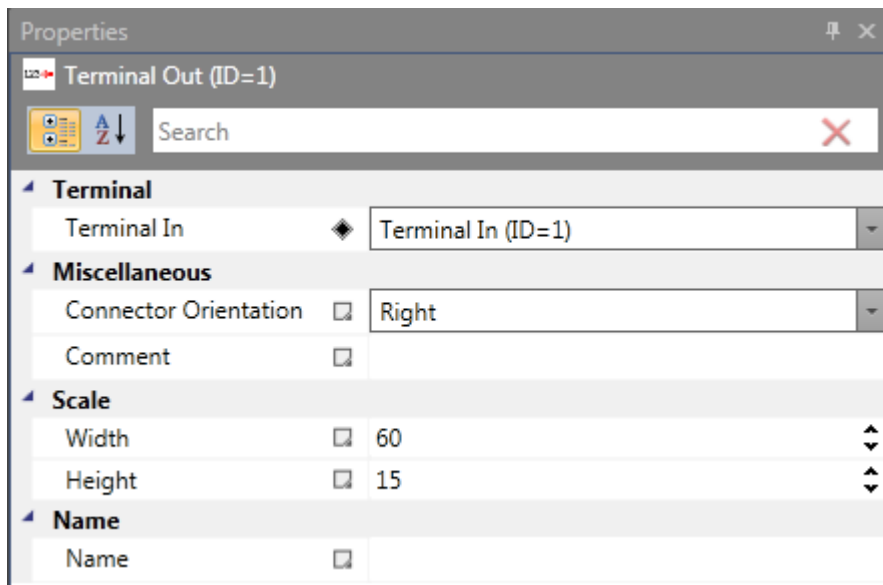 Properties
123 Terminal Out (ID=1)
A Z Search
Terminal
Terminal In Terminal In (ID=1)
Miscellaneous
Connector Orientation Right
Comment
Scale
Width 60
Height 15
Name
Name